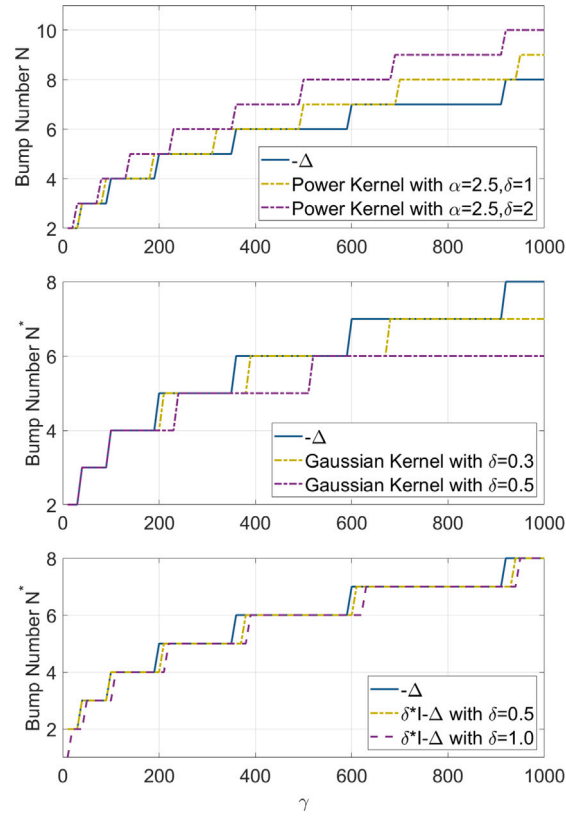 Bump Number N
10
8
6
4
2
0
200
400
600
800
1000
-Δ
Power Kernel with α=2.5,δ=1
Power Kernel with α=2.5,δ=2
Bump Number N*
8
6
4
2
0
200
400
600
800
1000
-Δ
Gaussian Kernel with δ=0.3
Gaussian Kernel with δ=0.5
Bump Number N*
8
6
4
2
0
200
400
600
800
1000
-Δ
δ*I-Δ with δ=0.5
δ*I-Δ with δ=1.0
γ